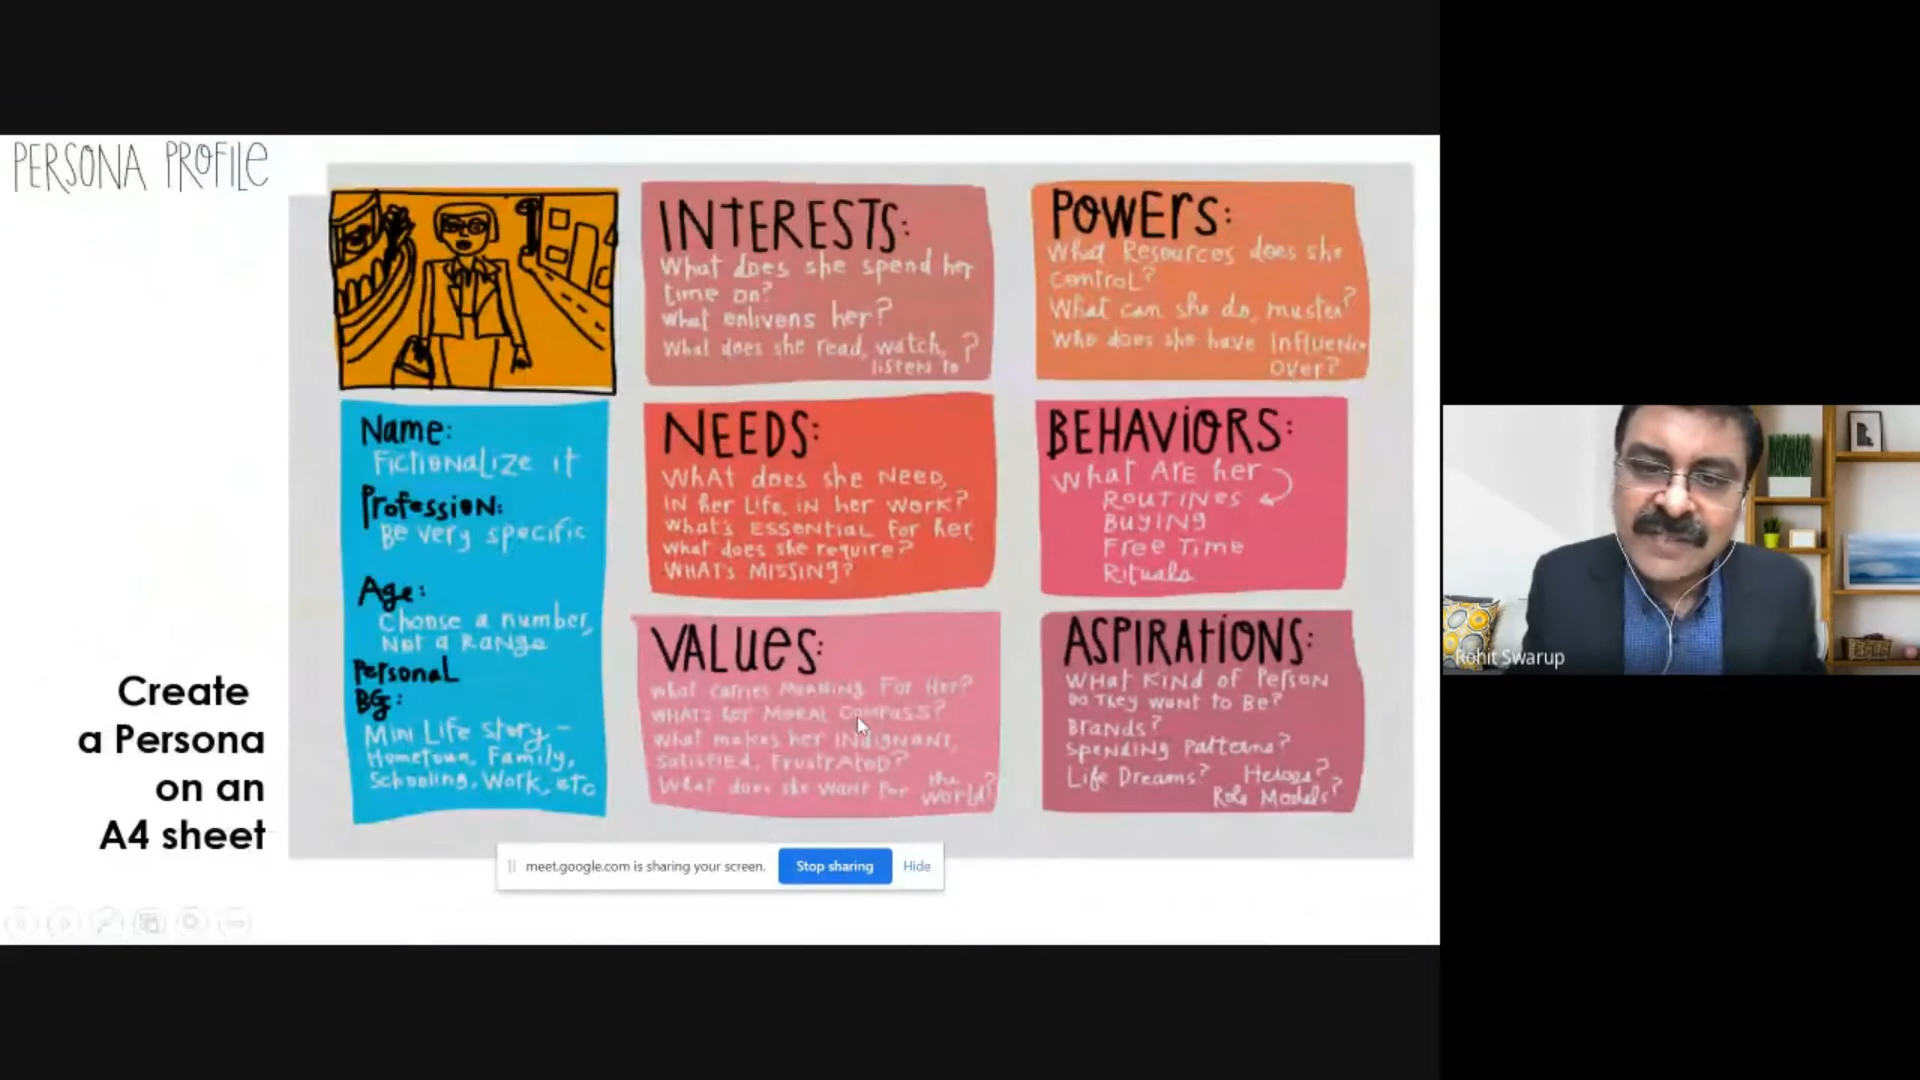 PERSONA PROFILE
Create
a Persona
on an
A4 sheet
Name:
Fictionalize it
Profession:
Be very specific
Age:
Choose a number,
Not a Range
Personal
BG:
Mini Life Story -
Hometown, Family,
Schooling, Work, etc
INTERESTS:
What does she spend her
time on?
What enlivens her?
What does she read, watch, ?
listen to
NEEDS:
What does she Need,
in her Life, in her work?
What's Essential for her,
what does she require?
What's Missing?
VALUES:
What carries Meaning for Her?
What's her Moral Compass?
What makes her Indignant,
Satisfied, Frustrated?
What does she want for the
World?
POWERS:
What Resources does she
control?
What can she do, muster?
Who does she have Influence
over?
BEHAVIORS:
What Are her
Routines
Buying
Free Time
Rituals
ASPIRATIONS:
What Kind of Person
Do They want to Be?
Brands?
Spending Patterns?
Life Dreams? Heroes?
Role Models?
meet.google.com is sharing your screen. Stop sharing Hide
Rohit Swarup